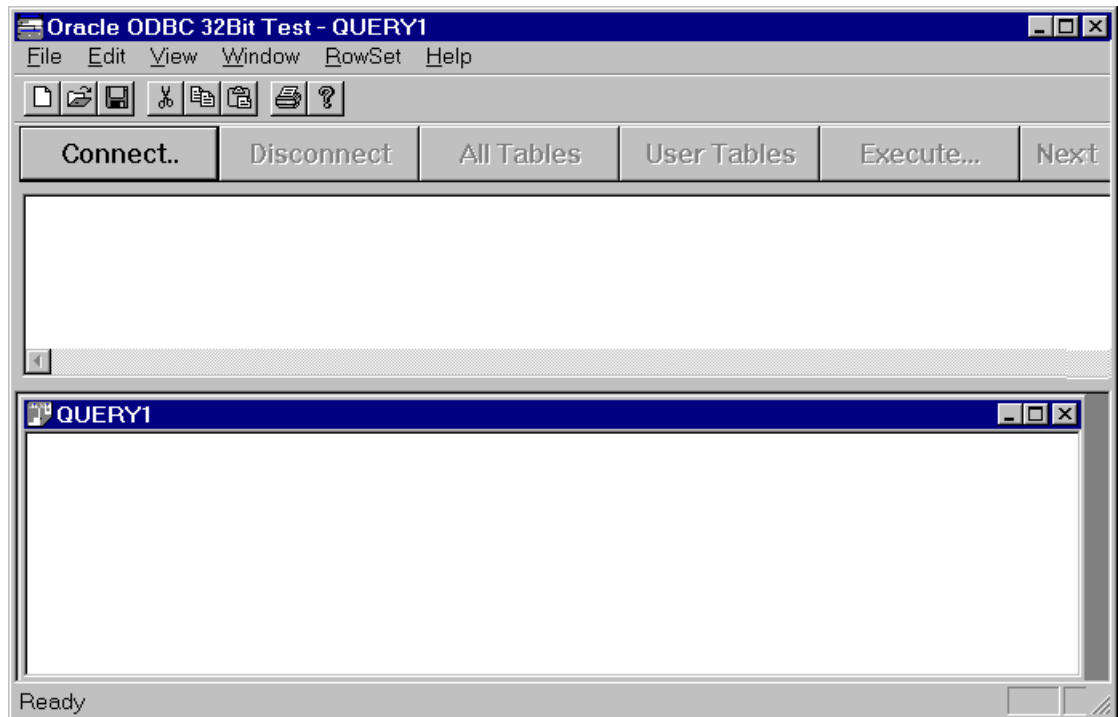 Oracle ODBC 32Bit Test - QUERY1
File Edit View Window RowSet Help
Connect.. Disconnect All Tables User Tables Execute... Next
QUERY1
Ready